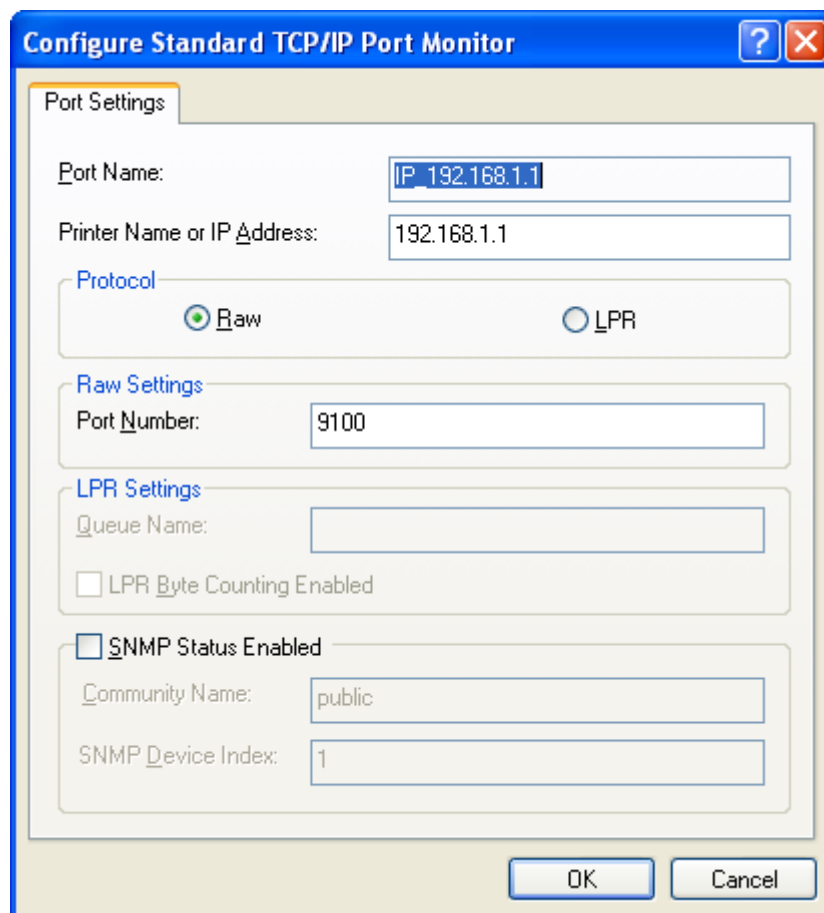 Configure Standard TCP/IP Port Monitor
Port Settings
Port Name: IP_192.168.1.1
Printer Name or IP Address: 192.168.1.1
Protocol
Raw LPR
Raw Settings
Port Number: 9100
LPR Settings
Queue Name:
LPR Byte Counting Enabled
SNMP Status Enabled
Community Name: public
SNMP Device Index: 1
OK Cancel